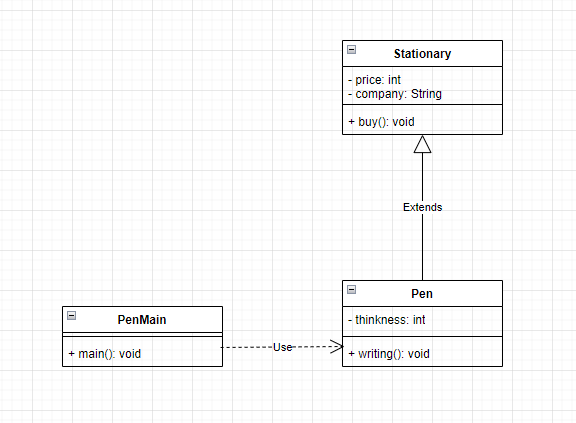 Stationary
- price: int
- company: String
+ buy(): void
Extends
Pen
- thinkness: int
+ writing(): void
PenMain
+ main(): void
Use